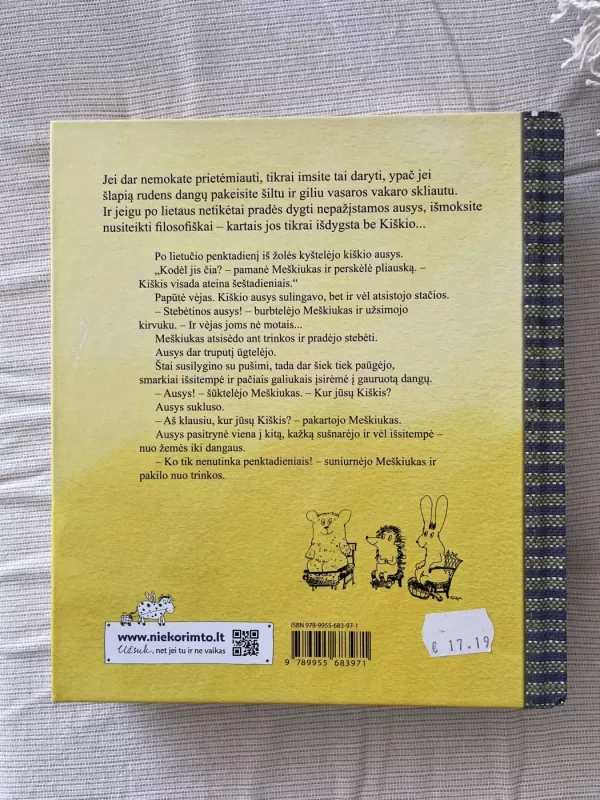 Jei dar nemokate prietėmiauti, tikrai imsite tai daryti, ypač jei
šlapią rudens dangų pakeisite šiltu ir giliu vasaros vakaro skliautu.
Ir jeigu po lietaus netikėtai pradės dygti nepažįstamos ausys, išmoksite
nusiteikti filosofiškai – kartais jos tikrai išdygsta be Kiškio...
Po lietučio penktadienį iš žolės kyštelėjo kiškio ausys.
„Kodėl jis čia? – pamanė Meškiukas ir perskėlė pliauską. –
Kiškis visada ateina šeštadieniais.“
Papūtė vėjas. Kiškio ausys sulingavo, bet ir vėl atsistojo stačios.
– Stebėtinos ausys! – burbtelėjo Meškiukas ir užsimojo
kirvuku. – Ir vėjas joms nė motais...
Meškiukas atsisėdo ant trinkos ir pradėjo stebėti.
Ausys dar truputį ūgtelėjo.
Štai susilygino su pušimi, tada dar šiek tiek paūgėjo,
smarkiai išsitempė ir pačiais galiukais įsirėmė į gauruotą dangų.
– Ausys! – šūktelėjo Meškiukas. – Kur jūsų Kiškis?
Ausys sukluso.
– Aš klausiu, kur jūsų Kiškis? – pakartojo Meškiukas.
Ausys pasitrynė viena į kitą, kažką sušnarėjo ir vėl išsitempė –
nuo žemės iki dangaus.
– Ko tik nenutinka penktadieniais! – suniurnėjo Meškiukas ir
pakilo nuo trinkos.
www.niekorimto.lt
Užsuk, net jei tu ir ne vaikas
ISBN 978-9955-683-97-1
9 789955 683971
€ 17.19